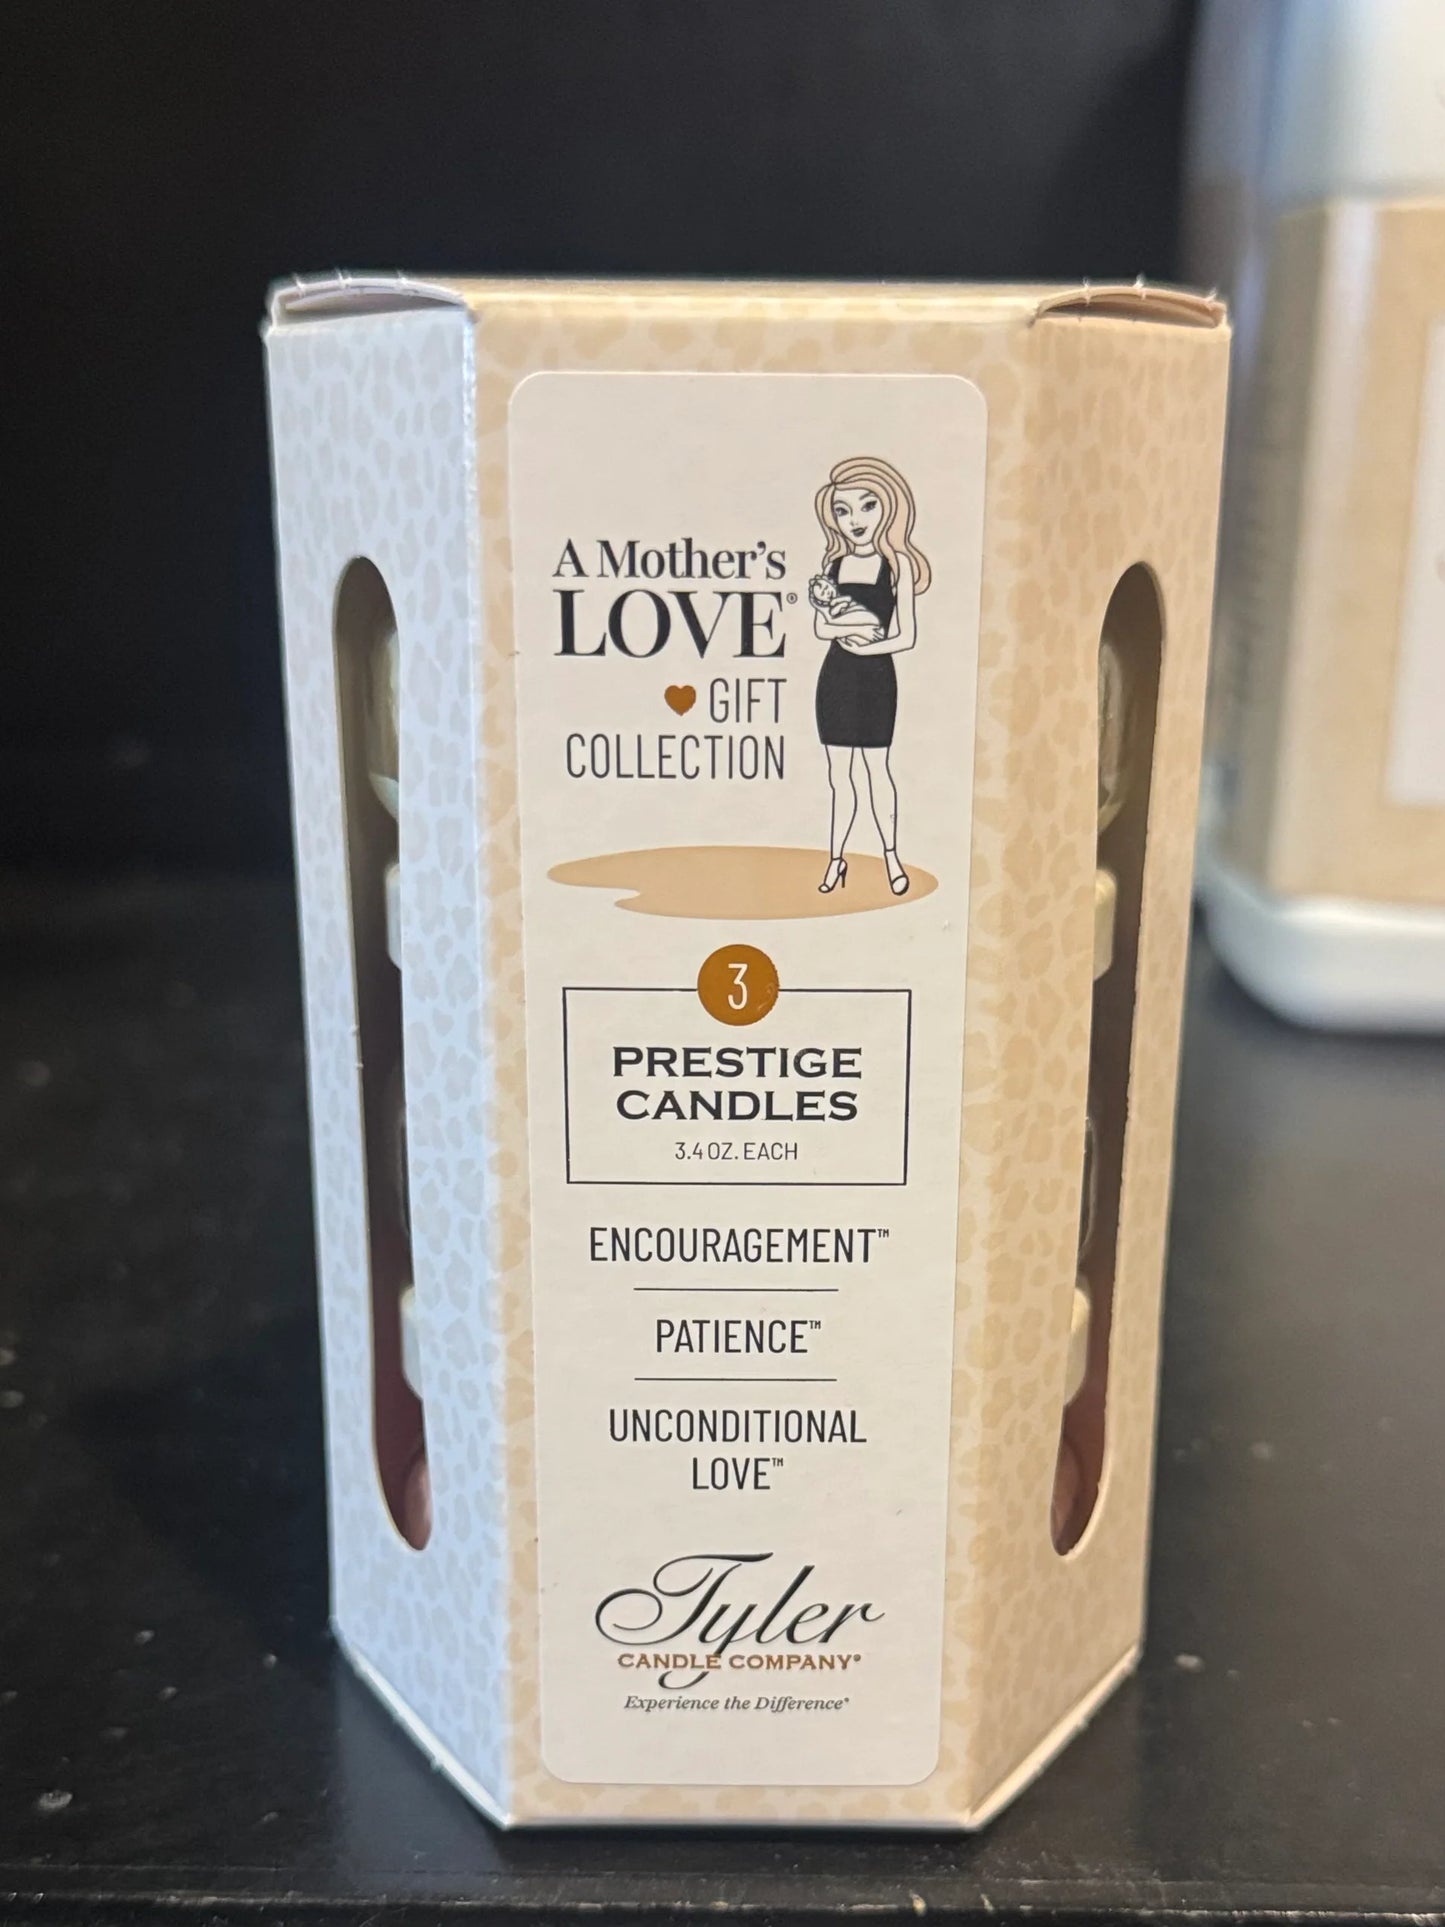 A Mother's
LOVE®
GIFT
COLLECTION
3
PRESTIGE
CANDLES
3.4 OZ. EACH
ENCOURAGEMENT™
PATIENCE™
UNCONDITIONAL
LOVE™
Tyler
CANDLE COMPANY®
Experience the Difference®